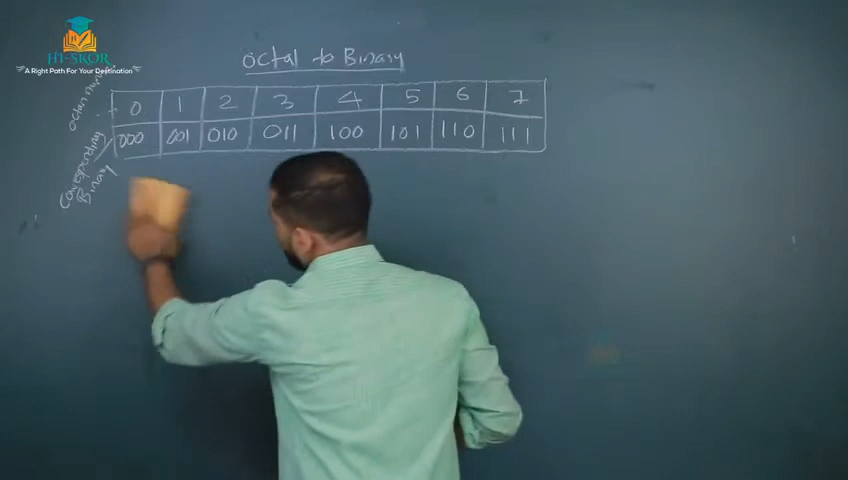 HI-SKOR
A Right Path For Your Destination
Octal to Binary
0 1 2 3 4 5 6 7
000 001 010 011 100 101 110 111
Corresponding
Binary